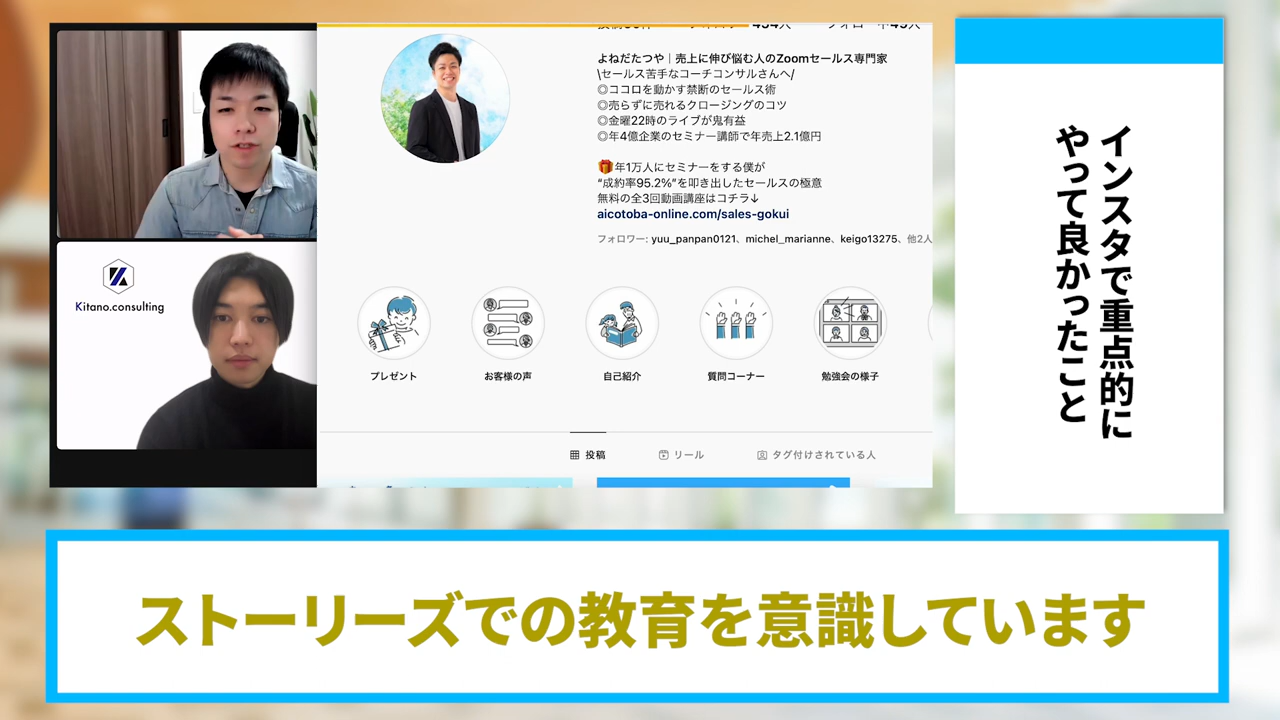 434人
よねだたつや｜売上に伸び悩む人のZoomセールス専門家
\セールス苦手なコーチコンサルさんへ/
◎ココロを動かす禁断のセールス術
◎売らずに売れるクロージングのコツ
◎金曜22時のライブが鬼有益
◎年4億企業のセミナー講師で年売上2.1億円
🎁年1万人にセミナーをする僕が
“成約率95.2%”を叩き出したセールスの極意
無料の全3回動画講座はコチラ↓
aicotoba-online.com/sales-gokui
フォロワー: yuu_panpan0121、michel_marianne、keigo13275、他2人
プレゼント
お客様の声
自己紹介
質問コーナー
勉強会の様子
投稿
リール
タグ付けされている人
Kitano.consulting
インスタで重点的に
やって良かったこと
ストーリーズでの教育を意識しています